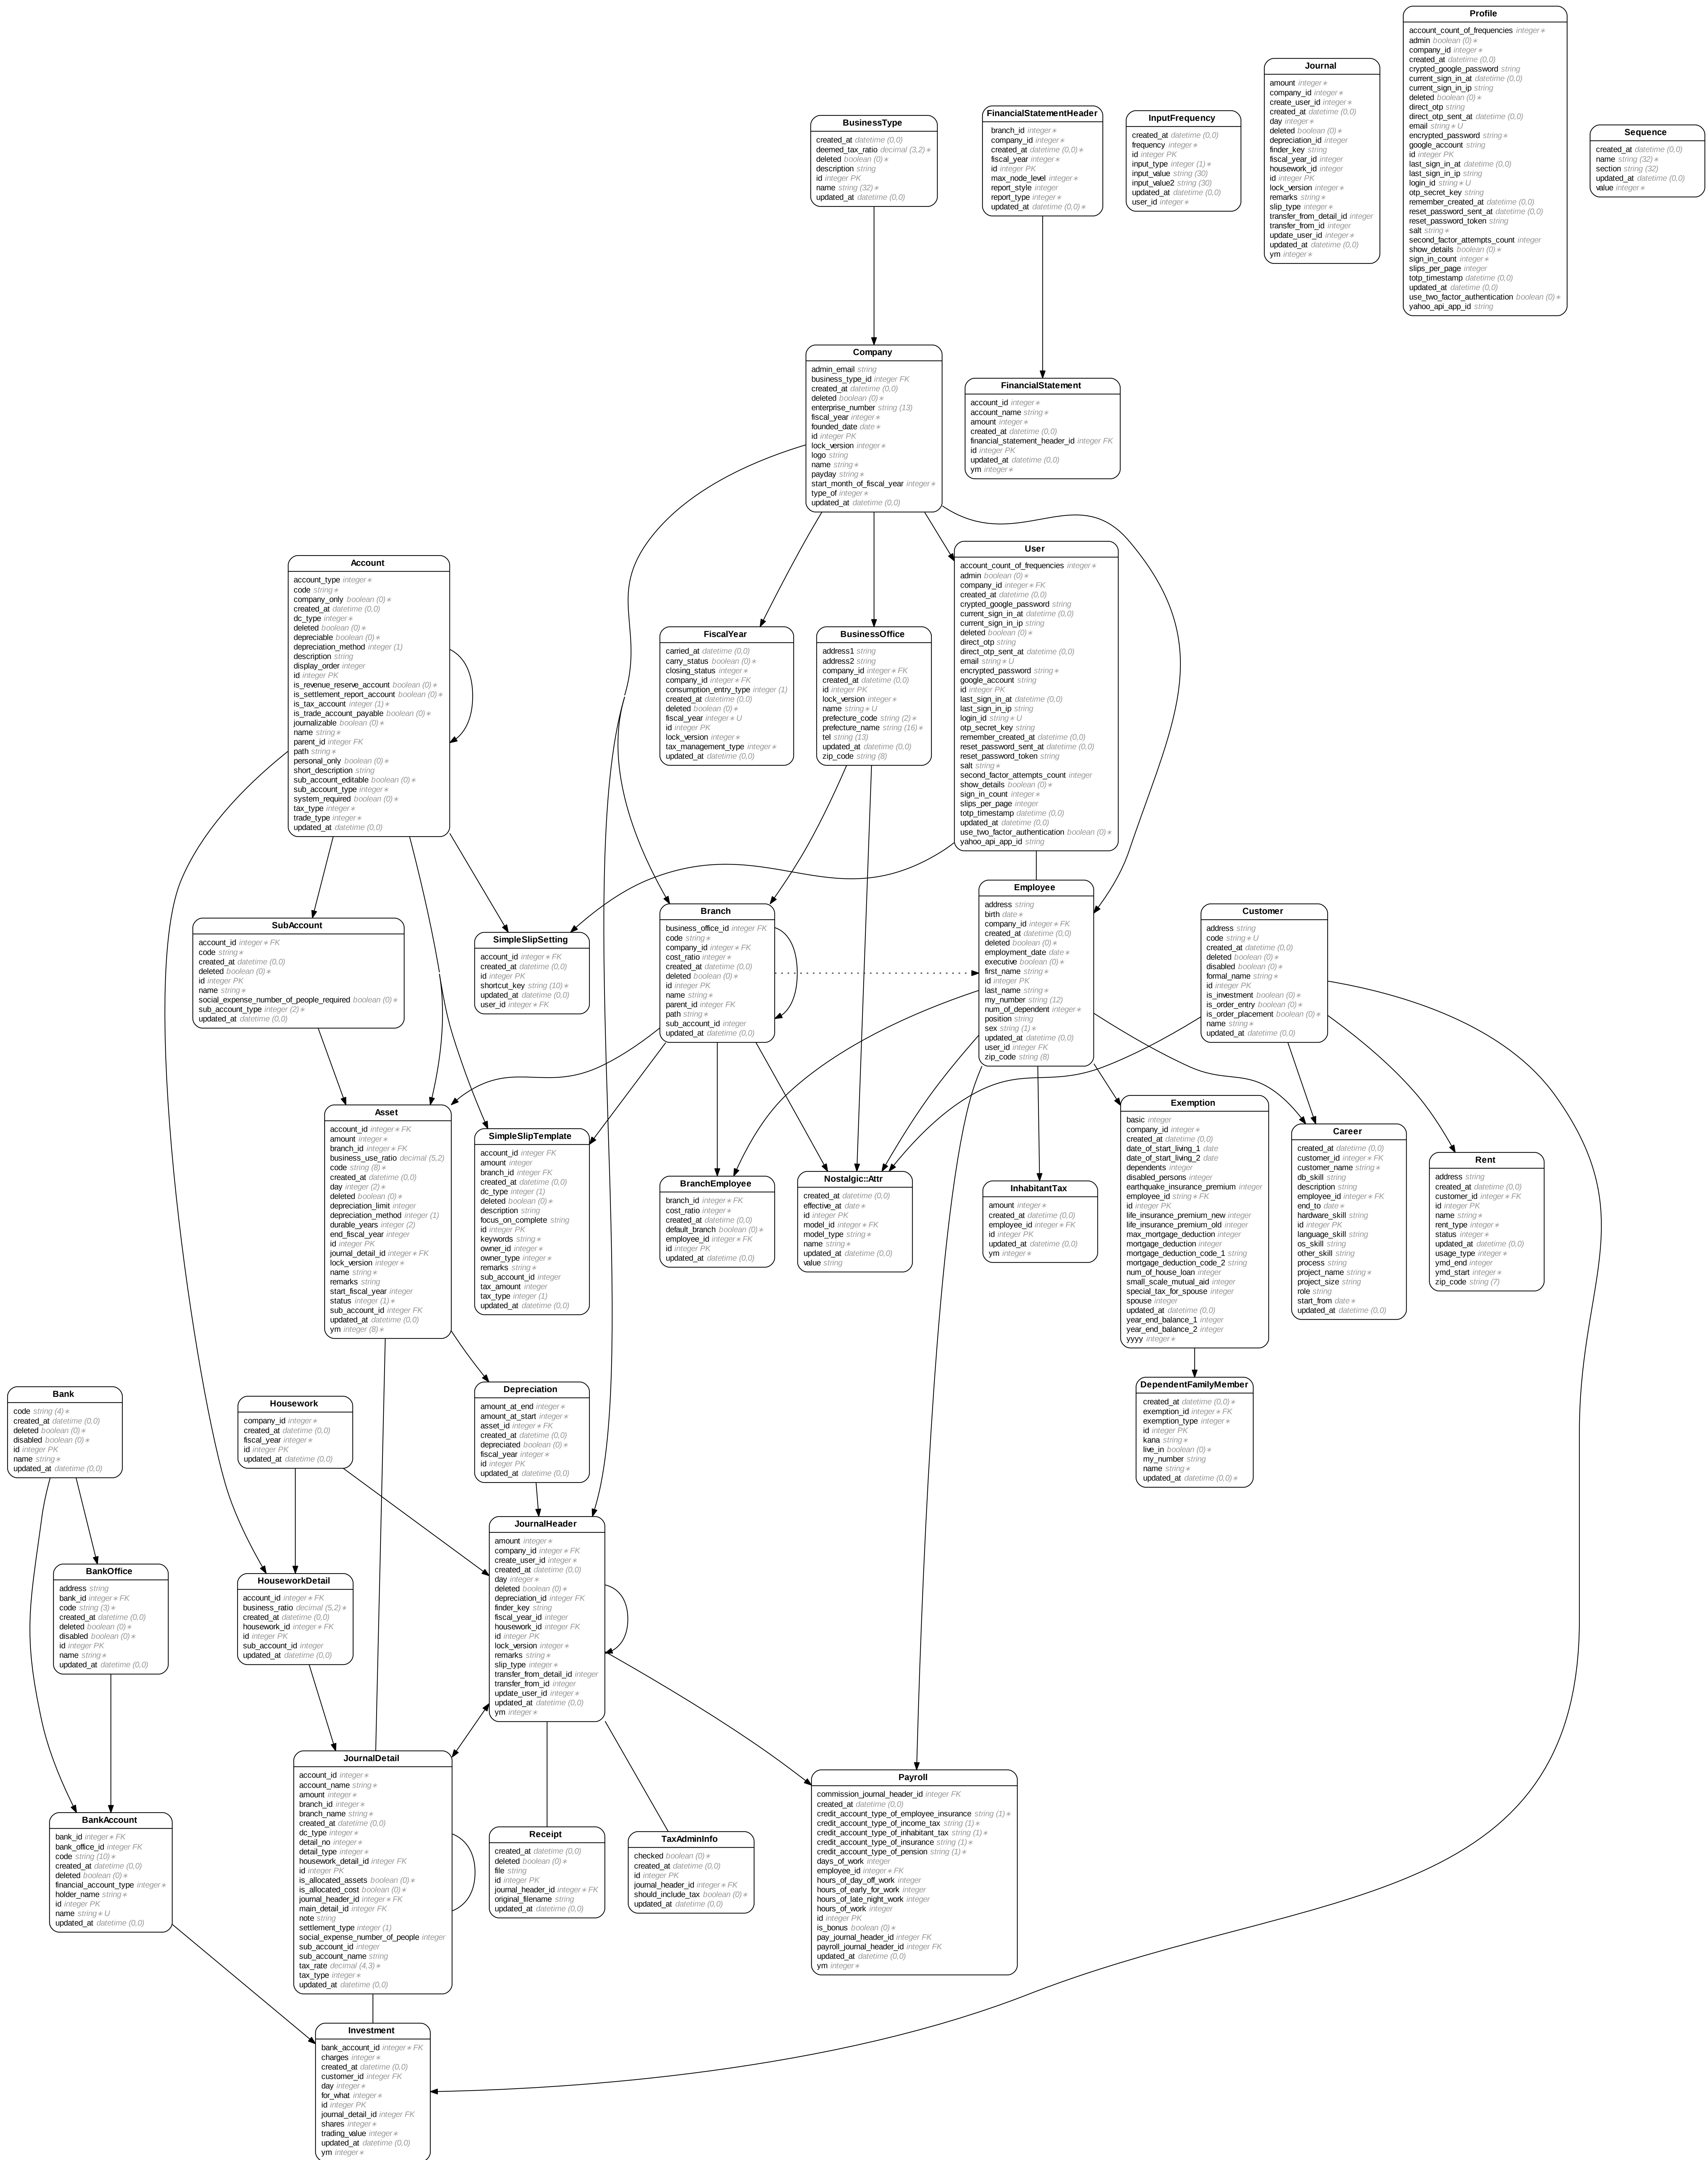 Profile
account_count_of_frequencies integer ∗
admin boolean (0) ∗
company_id integer ∗
created_at datetime (0,0)
crypted_google_password string
current_sign_in_at datetime (0,0)
current_sign_in_ip string
deleted boolean (0) ∗
direct_otp string
direct_otp_sent_at datetime (0,0)
email string ∗ U
encrypted_password string ∗
google_account string
id integer PK
last_sign_in_at datetime (0,0)
last_sign_in_ip string
login_id string ∗ U
otp_secret_key string
remember_created_at datetime (0,0)
reset_password_sent_at datetime (0,0)
reset_password_token string
salt string ∗
second_factor_attempts_count integer
show_details boolean (0) ∗
sign_in_count integer ∗
slips_per_page integer
totp_timestamp datetime (0,0)
updated_at datetime (0,0)
use_two_factor_authentication boolean (0) ∗
yahoo_api_app_id string
Journal
amount integer ∗
company_id integer ∗
create_user_id integer ∗
created_at datetime (0,0)
day integer ∗
deleted boolean (0) ∗
depreciation_id integer
finder_key string
fiscal_year_id integer
housework_id integer
id integer PK
lock_version integer ∗
remarks string ∗
slip_type integer ∗
transfer_from_detail_id integer
transfer_from_id integer
update_user_id integer ∗
updated_at datetime (0,0)
ym integer ∗
BusinessType
created_at datetime (0,0)
deemed_tax_ratio decimal (3,2) ∗
deleted boolean (0) ∗
description string
id integer PK
name string (32) ∗
updated_at datetime (0,0)
FinancialStatementHeader
branch_id integer ∗
company_id integer ∗
created_at datetime (0,0) ∗
fiscal_year integer ∗
id integer PK
max_node_level integer ∗
report_style integer
report_type integer ∗
updated_at datetime (0,0) ∗
InputFrequency
created_at datetime (0,0)
frequency integer ∗
id integer PK
input_type integer (1) ∗
input_value string (30)
input_value2 string (30)
updated_at datetime (0,0)
user_id integer ∗
Sequence
created_at datetime (0,0)
name string (32) ∗
section string (32)
updated_at datetime (0,0)
value integer ∗
Company
admin_email string
business_type_id integer FK
created_at datetime (0,0)
deleted boolean (0) ∗
enterprise_number string (13)
fiscal_year integer ∗
founded_date date ∗
id integer PK
lock_version integer ∗
logo string
name string ∗
payday string ∗
start_month_of_fiscal_year integer ∗
type_of integer ∗
updated_at datetime (0,0)
FinancialStatement
account_id integer ∗
account_name string ∗
amount integer ∗
created_at datetime (0,0)
financial_statement_header_id integer FK
id integer PK
updated_at datetime (0,0)
ym integer ∗
Account
account_type integer ∗
code string ∗
company_only boolean (0) ∗
created_at datetime (0,0)
dc_type integer ∗
deleted boolean (0) ∗
depreciable boolean (0) ∗
depreciation_method integer (1)
description string
display_order integer
id integer PK
is_revenue_reserve_account boolean (0) ∗
is_settlement_report_account boolean (0) ∗
is_tax_account integer (1) ∗
is_trade_account_payable boolean (0) ∗
journalizable boolean (0) ∗
name string ∗
parent_id integer FK
path string ∗
personal_only boolean (0) ∗
short_description string
sub_account_editable boolean (0) ∗
sub_account_type integer ∗
system_required boolean (0) ∗
tax_type integer ∗
trade_type integer ∗
updated_at datetime (0,0)
User
account_count_of_frequencies integer ∗
admin boolean (0) ∗
company_id integer ∗ FK
created_at datetime (0,0)
crypted_google_password string
current_sign_in_at datetime (0,0)
current_sign_in_ip string
deleted boolean (0) ∗
direct_otp string
direct_otp_sent_at datetime (0,0)
email string ∗ U
encrypted_password string ∗
google_account string
id integer PK
last_sign_in_at datetime (0,0)
last_sign_in_ip string
login_id string ∗ U
otp_secret_key string
remember_created_at datetime (0,0)
reset_password_sent_at datetime (0,0)
reset_password_token string
salt string ∗
second_factor_attempts_count integer
show_details boolean (0) ∗
sign_in_count integer ∗
slips_per_page integer
totp_timestamp datetime (0,0)
updated_at datetime (0,0)
use_two_factor_authentication boolean (0) ∗
yahoo_api_app_id string
FiscalYear
carried_at datetime (0,0)
carry_status boolean (0) ∗
closing_status integer ∗
company_id integer ∗ FK
consumption_entry_type integer (1)
created_at datetime (0,0)
deleted boolean (0) ∗
fiscal_year integer ∗ U
id integer PK
lock_version integer ∗
tax_management_type integer ∗
updated_at datetime (0,0)
BusinessOffice
address1 string
address2 string
company_id integer ∗ FK
created_at datetime (0,0)
id integer PK
lock_version integer ∗
name string ∗ U
prefecture_code string (2) ∗
prefecture_name string (16) ∗
tel string (13)
updated_at datetime (0,0)
zip_code string (8)
SubAccount
account_id integer ∗ FK
code string ∗
created_at datetime (0,0)
deleted boolean (0) ∗
id integer PK
name string ∗
social_expense_number_of_people_required boolean (0) ∗
sub_account_type integer (2) ∗
updated_at datetime (0,0)
SimpleSlipSetting
account_id integer ∗ FK
created_at datetime (0,0)
id integer PK
shortcut_key string (10) ∗
updated_at datetime (0,0)
user_id integer ∗ FK
Branch
business_office_id integer FK
code string ∗
company_id integer ∗ FK
cost_ratio integer ∗
created_at datetime (0,0)
deleted boolean (0) ∗
id integer PK
name string ∗
parent_id integer FK
path string ∗
sub_account_id integer
updated_at datetime (0,0)
Employee
address string
birth date ∗
company_id integer ∗ FK
created_at datetime (0,0)
deleted boolean (0) ∗
employment_date date ∗
executive boolean (0) ∗
first_name string ∗
id integer PK
last_name string ∗
my_number string (12)
num_of_dependent integer ∗
position string
sex string (1) ∗
updated_at datetime (0,0)
user_id integer FK
zip_code string (8)
Customer
address string
code string ∗ U
created_at datetime (0,0)
deleted boolean (0) ∗
disabled boolean (0) ∗
formal_name string ∗
id integer PK
is_investment boolean (0) ∗
is_order_entry boolean (0) ∗
is_order_placement boolean (0) ∗
name string ∗
updated_at datetime (0,0)
Asset
account_id integer ∗ FK
amount integer ∗
branch_id integer ∗ FK
business_use_ratio decimal (5,2)
code string (8) ∗
created_at datetime (0,0)
day integer (2) ∗
deleted boolean (0) ∗
depreciation_limit integer
depreciation_method integer (1)
durable_years integer (2)
end_fiscal_year integer
id integer PK
journal_detail_id integer ∗ FK
lock_version integer ∗
name string ∗
remarks string
start_fiscal_year integer
status integer (1) ∗
sub_account_id integer FK
updated_at datetime (0,0)
ym integer (8) ∗
SimpleSlipTemplate
account_id integer FK
amount integer
branch_id integer FK
created_at datetime (0,0)
dc_type integer (1)
deleted boolean (0) ∗
description string
focus_on_complete string
id integer PK
keywords string ∗
owner_id integer ∗
owner_type integer ∗
remarks string ∗
sub_account_id integer
tax_amount integer
tax_type integer (1)
updated_at datetime (0,0)
BranchEmployee
branch_id integer ∗ FK
cost_ratio integer ∗
created_at datetime (0,0)
default_branch boolean (0) ∗
employee_id integer ∗ FK
id integer PK
updated_at datetime (0,0)
Nostalgic::Attr
created_at datetime (0,0)
effective_at date ∗
id integer PK
model_id integer ∗ FK
model_type string ∗
name string ∗
updated_at datetime (0,0)
value string
InhabitantTax
amount integer ∗
created_at datetime (0,0)
employee_id integer ∗ FK
id integer PK
updated_at datetime (0,0)
ym integer ∗
Exemption
basic integer
company_id integer ∗
created_at datetime (0,0)
date_of_start_living_1 date
date_of_start_living_2 date
dependents integer
disabled_persons integer
earthquake_insurance_premium integer
employee_id string ∗ FK
id integer PK
life_insurance_premium_new integer
life_insurance_premium_old integer
max_mortgage_deduction integer
mortgage_deduction integer
mortgage_deduction_code_1 string
mortgage_deduction_code_2 string
num_of_house_loan integer
small_scale_mutual_aid integer
special_tax_for_spouse integer
spouse integer
updated_at datetime (0,0)
year_end_balance_1 integer
year_end_balance_2 integer
yyyy integer ∗
Career
created_at datetime (0,0)
customer_id integer ∗ FK
customer_name string ∗
db_skill string
description string
employee_id integer ∗ FK
end_to date ∗
hardware_skill string
id integer PK
language_skill string
os_skill string
other_skill string
process string
project_name string ∗
project_size string
role string
start_from date ∗
updated_at datetime (0,0)
Rent
address string
created_at datetime (0,0)
customer_id integer ∗ FK
id integer PK
name string ∗
rent_type integer ∗
status integer ∗
updated_at datetime (0,0)
usage_type integer ∗
ymd_end integer
ymd_start integer ∗
zip_code string (7)
DependentFamilyMember
created_at datetime (0,0) ∗
exemption_id integer ∗ FK
exemption_type integer ∗
id integer PK
kana string ∗
live_in boolean (0) ∗
my_number string
name string ∗
updated_at datetime (0,0) ∗
Bank
code string (4) ∗
created_at datetime (0,0)
deleted boolean (0) ∗
disabled boolean (0) ∗
id integer PK
name string ∗
updated_at datetime (0,0)
Housework
company_id integer ∗
created_at datetime (0,0)
fiscal_year integer ∗
id integer PK
updated_at datetime (0,0)
Depreciation
amount_at_end integer ∗
amount_at_start integer ∗
asset_id integer ∗ FK
created_at datetime (0,0)
depreciated boolean (0) ∗
fiscal_year integer ∗
id integer PK
updated_at datetime (0,0)
BankOffice
address string
bank_id integer ∗ FK
code string (3) ∗
created_at datetime (0,0)
deleted boolean (0) ∗
disabled boolean (0) ∗
id integer PK
name string ∗
updated_at datetime (0,0)
HouseworkDetail
account_id integer ∗ FK
business_ratio decimal (5,2) ∗
created_at datetime (0,0)
housework_id integer ∗ FK
id integer PK
sub_account_id integer
updated_at datetime (0,0)
JournalHeader
amount integer ∗
company_id integer ∗ FK
create_user_id integer ∗
created_at datetime (0,0)
day integer ∗
deleted boolean (0) ∗
depreciation_id integer FK
finder_key string
fiscal_year_id integer
housework_id integer FK
id integer PK
lock_version integer ∗
remarks string ∗
slip_type integer ∗
transfer_from_detail_id integer
transfer_from_id integer
update_user_id integer ∗
updated_at datetime (0,0)
ym integer ∗
BankAccount
bank_id integer ∗ FK
bank_office_id integer FK
code string (10) ∗
created_at datetime (0,0)
deleted boolean (0) ∗
financial_account_type integer ∗
holder_name string ∗
id integer PK
name string ∗ U
updated_at datetime (0,0)
JournalDetail
account_id integer ∗
account_name string ∗
amount integer ∗
branch_id integer ∗
branch_name string ∗
created_at datetime (0,0)
dc_type integer ∗
detail_no integer ∗
detail_type integer ∗
housework_detail_id integer FK
id integer PK
is_allocated_assets boolean (0) ∗
is_allocated_cost boolean (0) ∗
journal_header_id integer ∗ FK
main_detail_id integer FK
note string
settlement_type integer (1)
social_expense_number_of_people integer
sub_account_id integer
sub_account_name string
tax_rate decimal (4,3) ∗
tax_type integer ∗
updated_at datetime (0,0)
Receipt
created_at datetime (0,0)
deleted boolean (0) ∗
file string
id integer PK
journal_header_id integer ∗ FK
original_filename string
updated_at datetime (0,0)
TaxAdminInfo
checked boolean (0) ∗
created_at datetime (0,0)
id integer PK
journal_header_id integer ∗ FK
should_include_tax boolean (0) ∗
updated_at datetime (0,0)
Payroll
commission_journal_header_id integer FK
created_at datetime (0,0)
credit_account_type_of_employee_insurance string (1) ∗
credit_account_type_of_income_tax string (1) ∗
credit_account_type_of_inhabitant_tax string (1) ∗
credit_account_type_of_insurance string (1) ∗
credit_account_type_of_pension string (1) ∗
days_of_work integer
employee_id integer ∗ FK
hours_of_day_off_work integer
hours_of_early_for_work integer
hours_of_late_night_work integer
hours_of_work integer
id integer PK
is_bonus boolean (0) ∗
pay_journal_header_id integer FK
payroll_journal_header_id integer FK
updated_at datetime (0,0)
ym integer ∗
Investment
bank_account_id integer ∗ FK
charges integer ∗
created_at datetime (0,0)
customer_id integer FK
day integer ∗
for_what integer ∗
id integer PK
journal_detail_id integer FK
shares integer ∗
trading_value integer ∗
updated_at datetime (0,0)
ym integer ∗